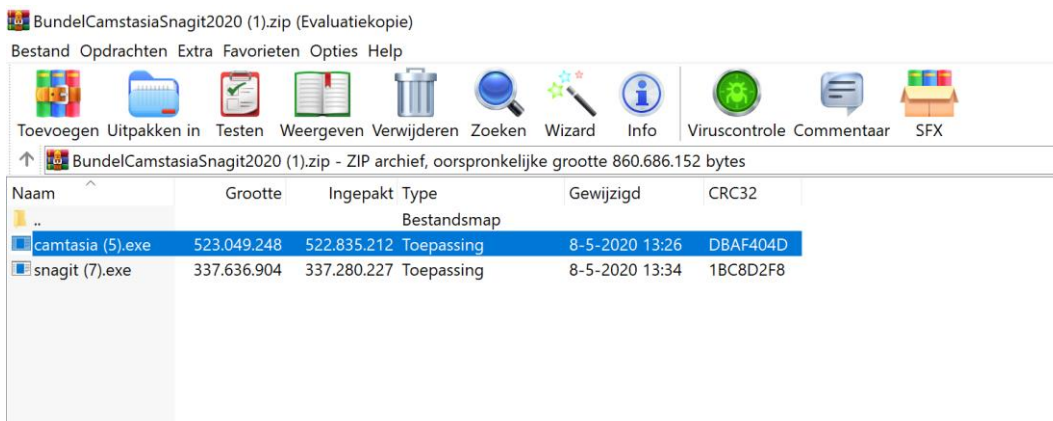 BundelCamstasiaSnagit2020 (1).zip (Evaluatiekopie)
Bestand Opdrachten Extra Favorieten Opties Help
Toevoegen Uitpakken in Testen Weergeven Verwijderen Zoeken Wizard Info Viruscontrole Commentaar SFX
BundelCamstasiaSnagit2020 (1).zip - ZIP archief, oorspronkelijke grootte 860.686.152 bytes
Naam Grootte Ingepakt Type Gewijzigd CRC32
.. Bestandsmap
camtasia (5).exe 523.049.248 522.835.212 Toepassing 8-5-2020 13:26 DBAF404D
snagit (7).exe 337.636.904 337.280.227 Toepassing 8-5-2020 13:34 1BC8D2F8